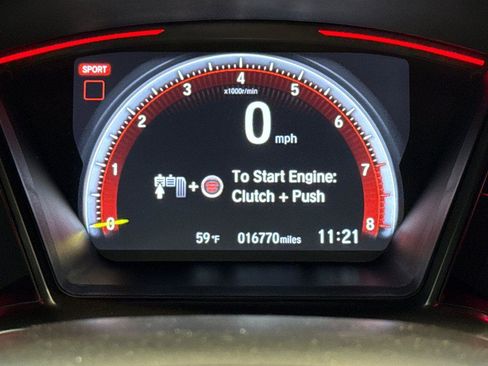 SPORT
4
3 5
x1000r/min
2 6
0 mph
1 7
+ To Start Engine:
Clutch + Push
0 8
59°F 016770miles 11:21